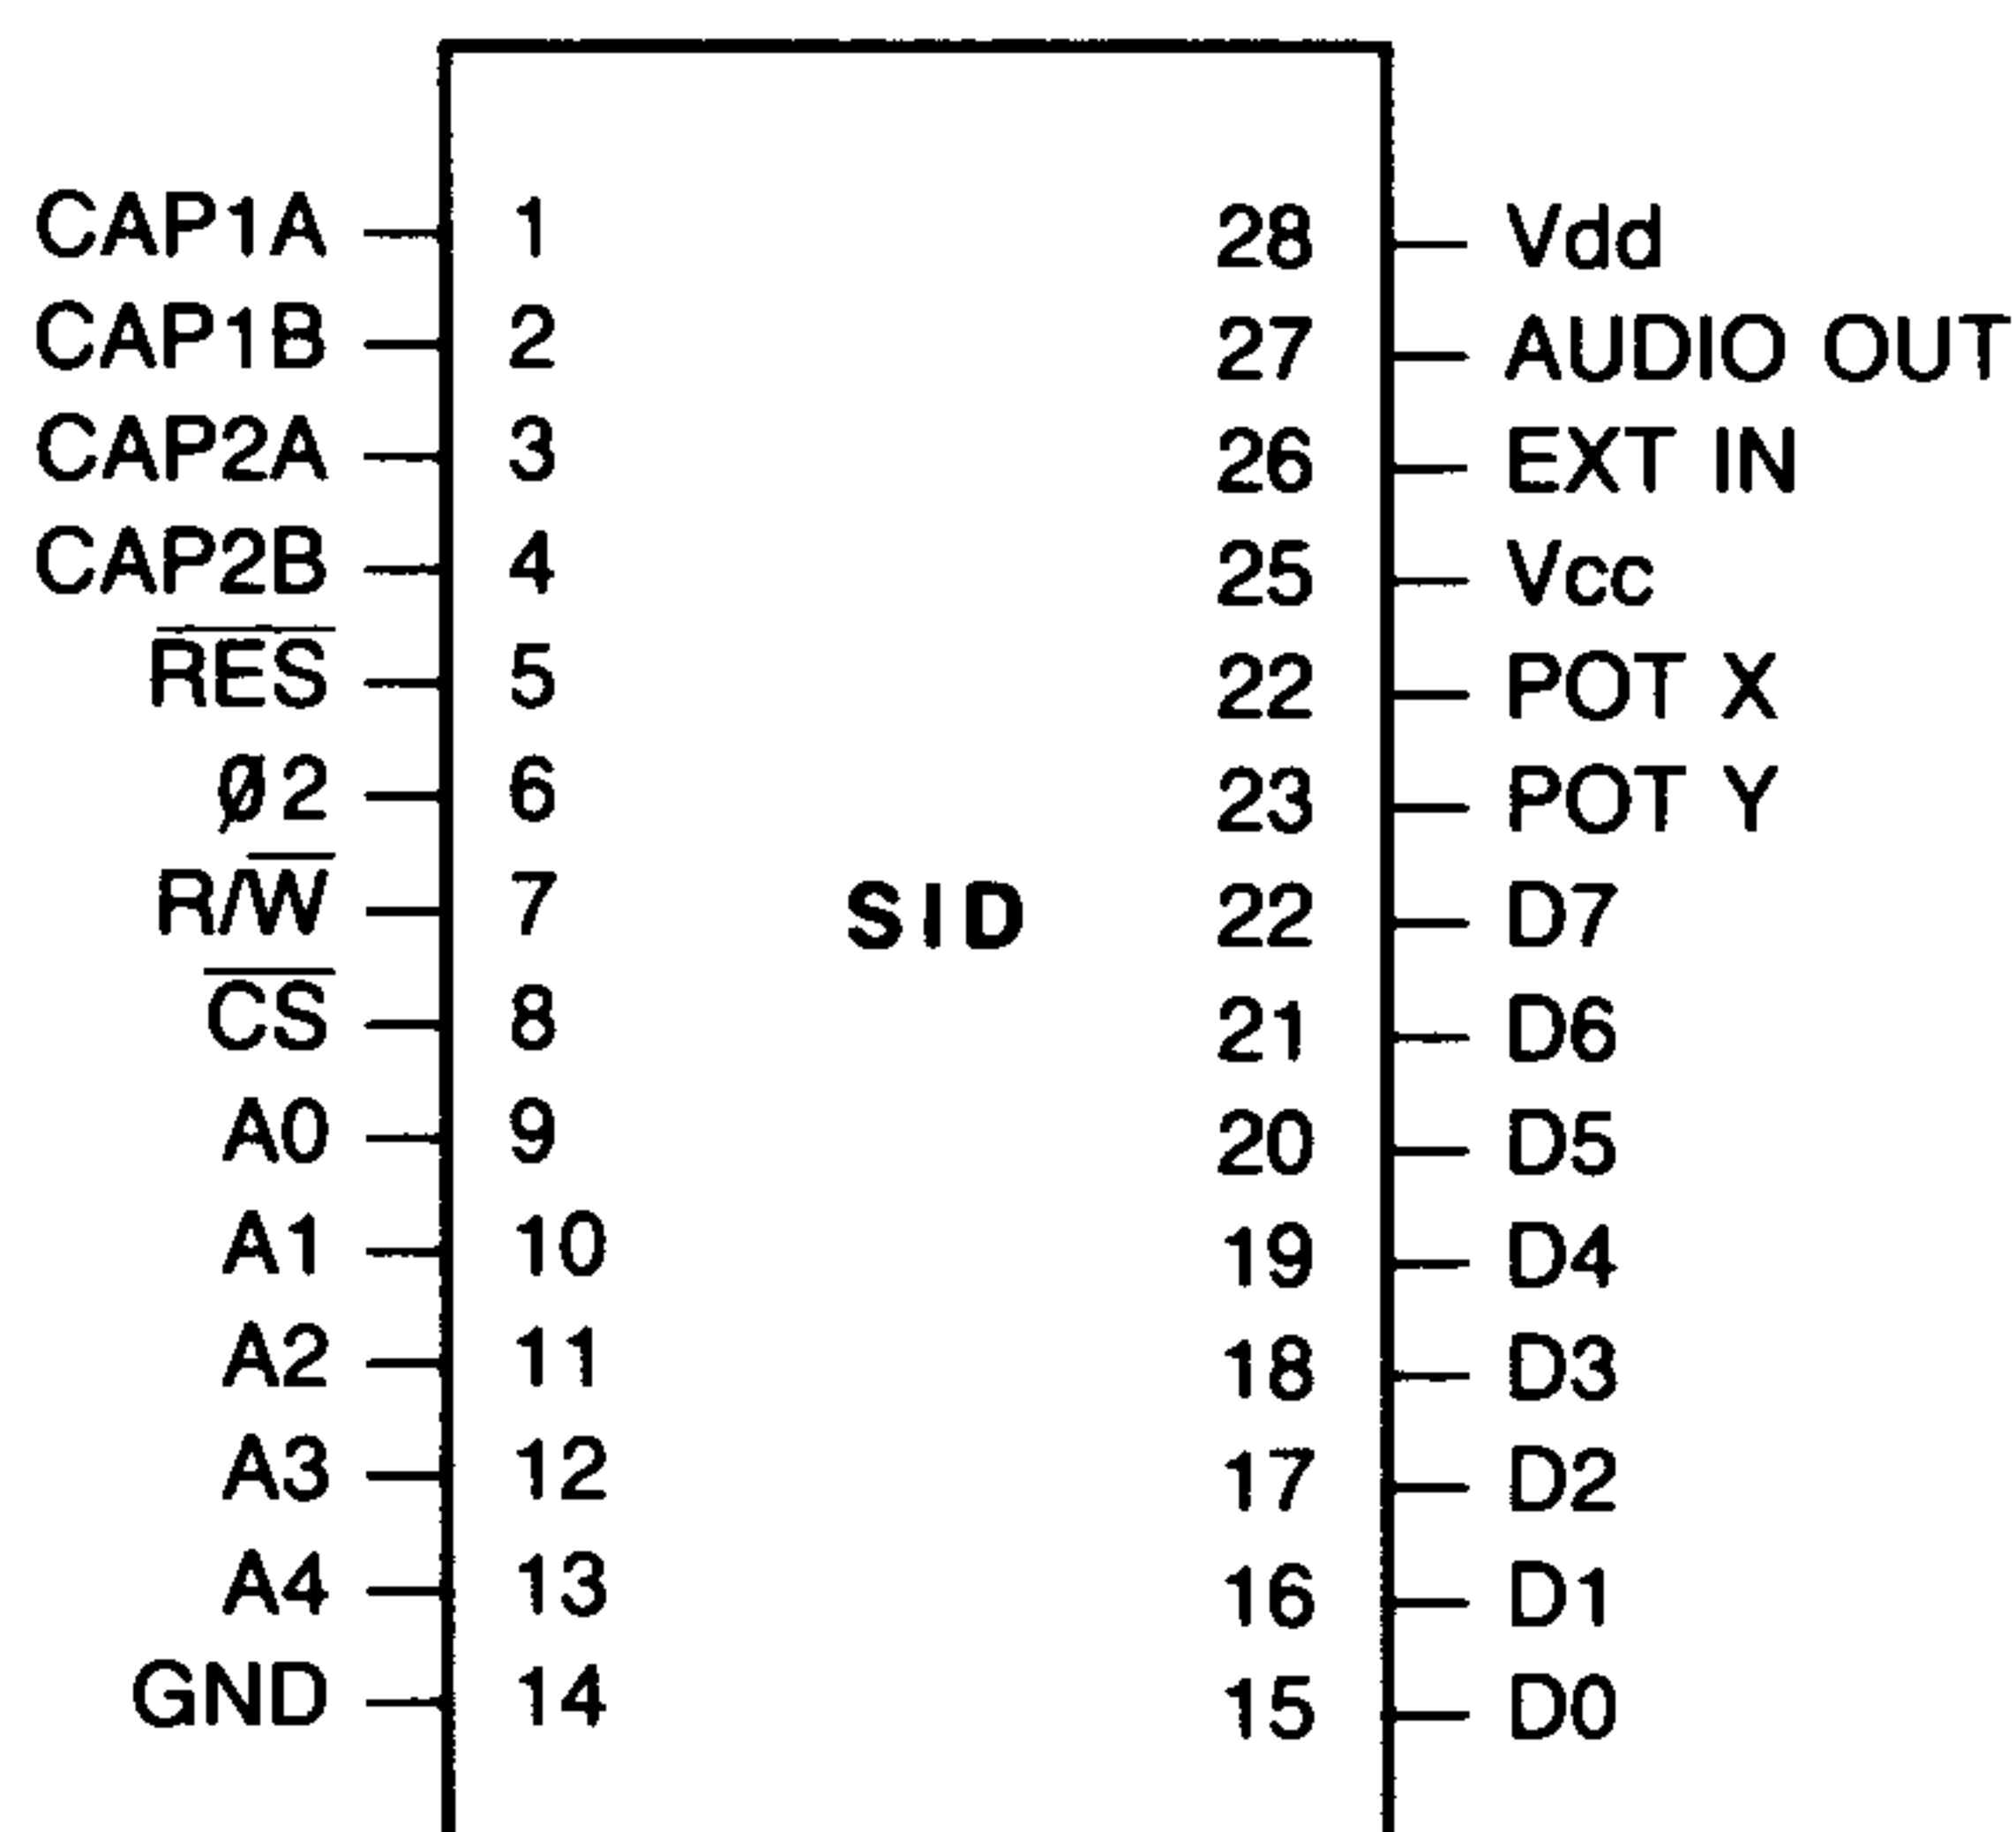 CAP1A 1 28 Vdd
CAP1B 2 27 AUDIO OUT
CAP2A 3 26 EXT IN
CAP2B 4 25 Vcc
R̅E̅S̅ 5 22 POT X
Ø2 6 23 POT Y
R/W̅ 7 SID 22 D7
C̅S̅ 8 21 D6
A0 9 20 D5
A1 10 19 D4
A2 11 18 D3
A3 12 17 D2
A4 13 16 D1
GND 14 15 D0